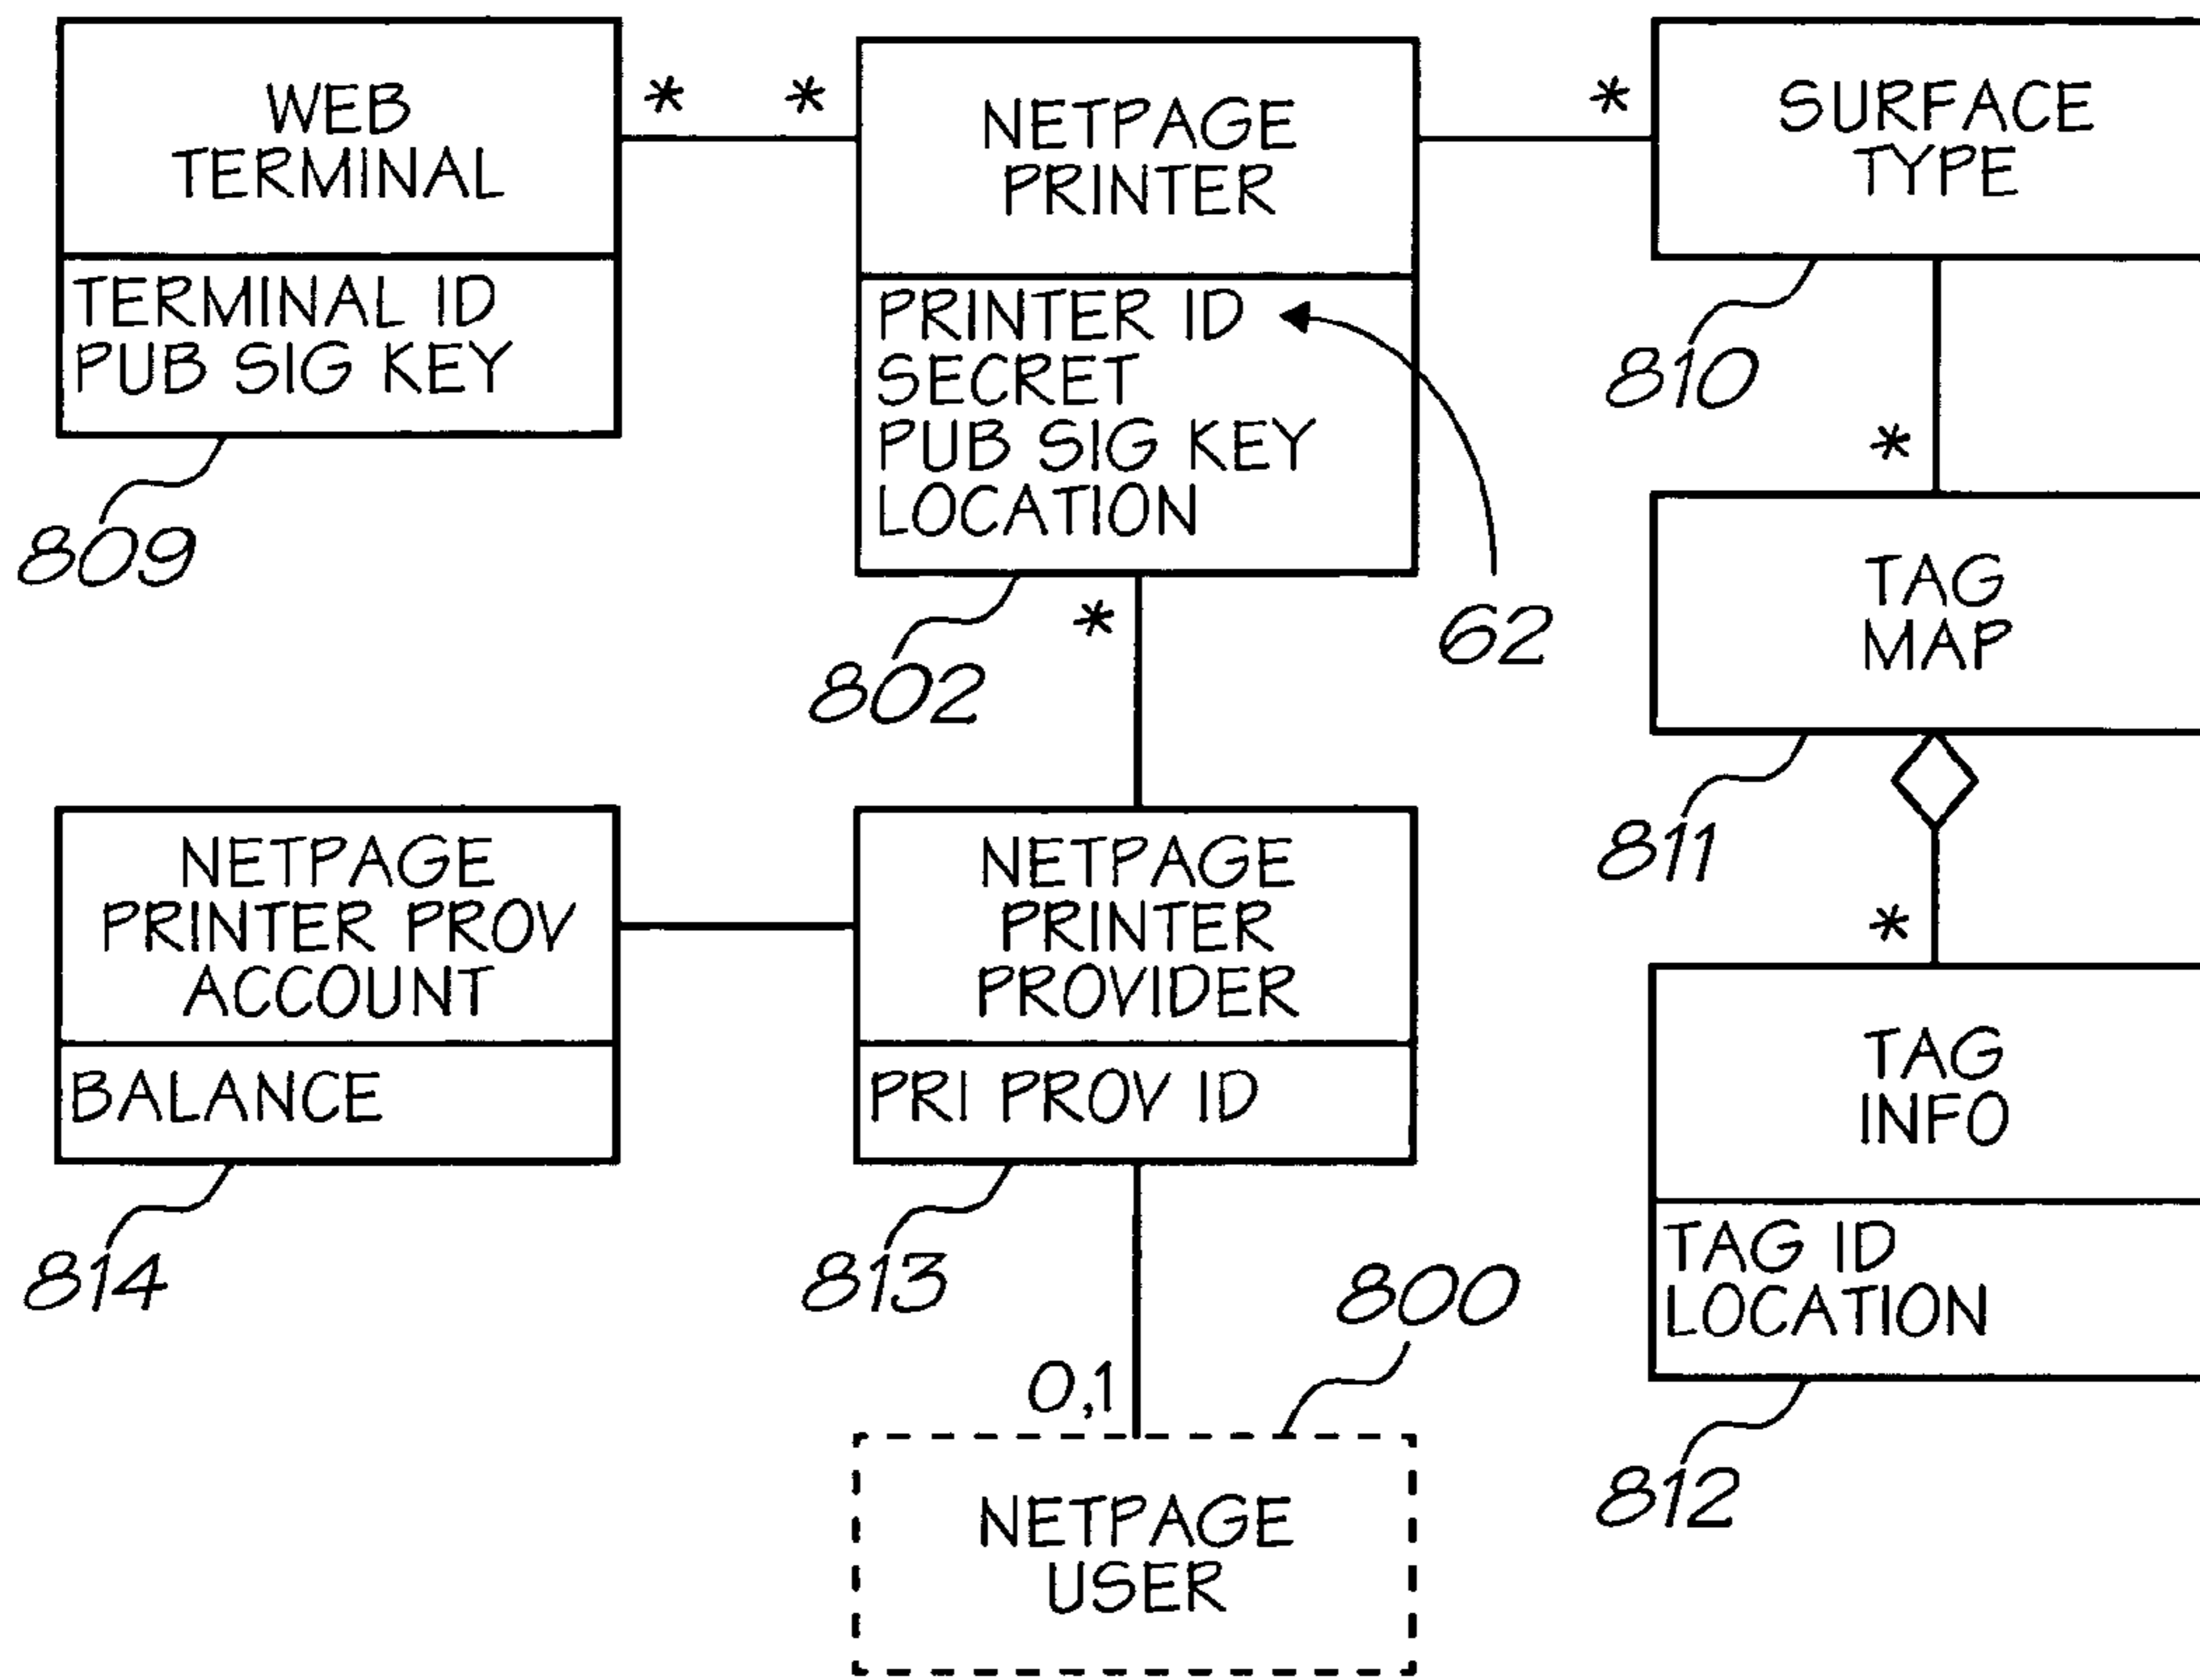 WEB
TERMINAL
TERMINAL ID
PUB SIG KEY
809
*
*
NETPAGE
PRINTER
PRINTER ID
SECRET
PUB SIG KEY
LOCATION
62
802
*
*
SURFACE
TYPE
810
*
TAG
MAP
811
*
TAG
INFO
TAG ID
LOCATION
812
NETPAGE
PRINTER PROV
ACCOUNT
BALANCE
814
NETPAGE
PRINTER
PROVIDER
PRI PROV ID
813
0,1
800
NETPAGE
USER